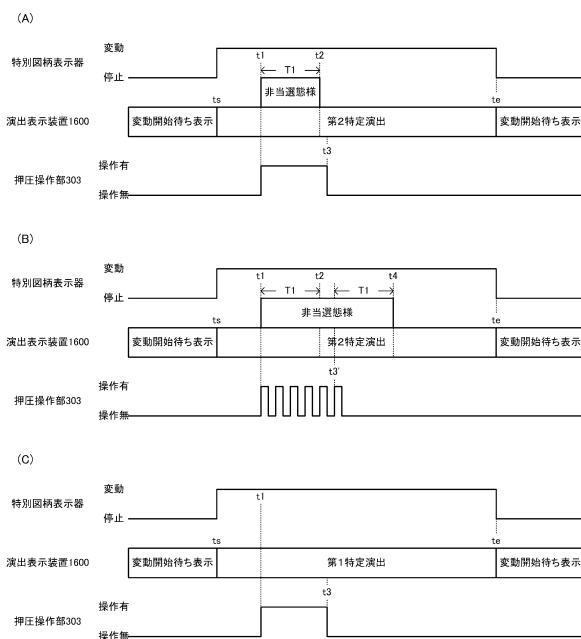 (A)
変動
特別図柄表示器
停止
t1
t2
T1
非当選態様
ts
te
演出表示装置1600
変動開始待ち表示
第2特定演出
変動開始待ち表示
t3
操作有
押圧操作部303
操作無
(B)
変動
特別図柄表示器
停止
t1
t2
t4
T1
T1
非当選態様
ts
te
演出表示装置1600
変動開始待ち表示
第2特定演出
変動開始待ち表示
t3'
操作有
押圧操作部303
操作無
(C)
変動
特別図柄表示器
停止
t1
ts
te
演出表示装置1600
変動開始待ち表示
第1特定演出
変動開始待ち表示
t3
操作有
押圧操作部303
操作無